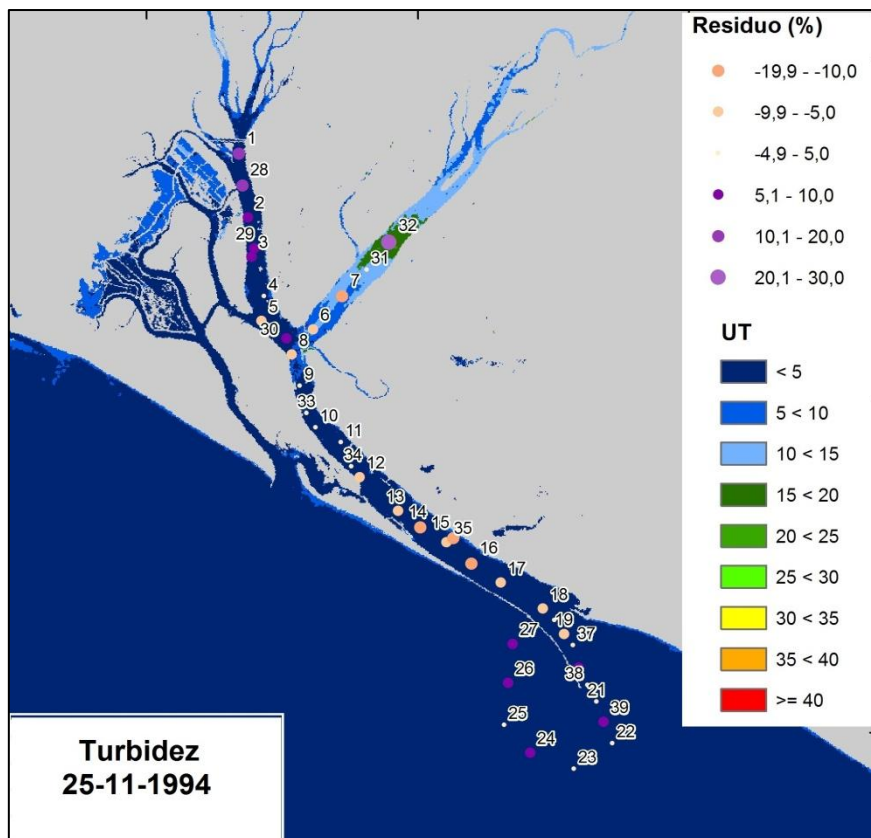 Residuo (%)
-19,9 - -10,0
-9,9 - -5,0
-4,9 - 5,0
5,1 - 10,0
10,1 - 20,0
20,1 - 30,0
UT
< 5
5 < 10
10 < 15
15 < 20
20 < 25
25 < 30
30 < 35
35 < 40
>= 40
1
28
2
29
3
32
31
4
7
5
30
6
8
9
33
10
11
34
12
13
14
15
35
16
17
18
19
27
37
38
26
21
39
25
22
24
23
Turbidez
25-11-1994